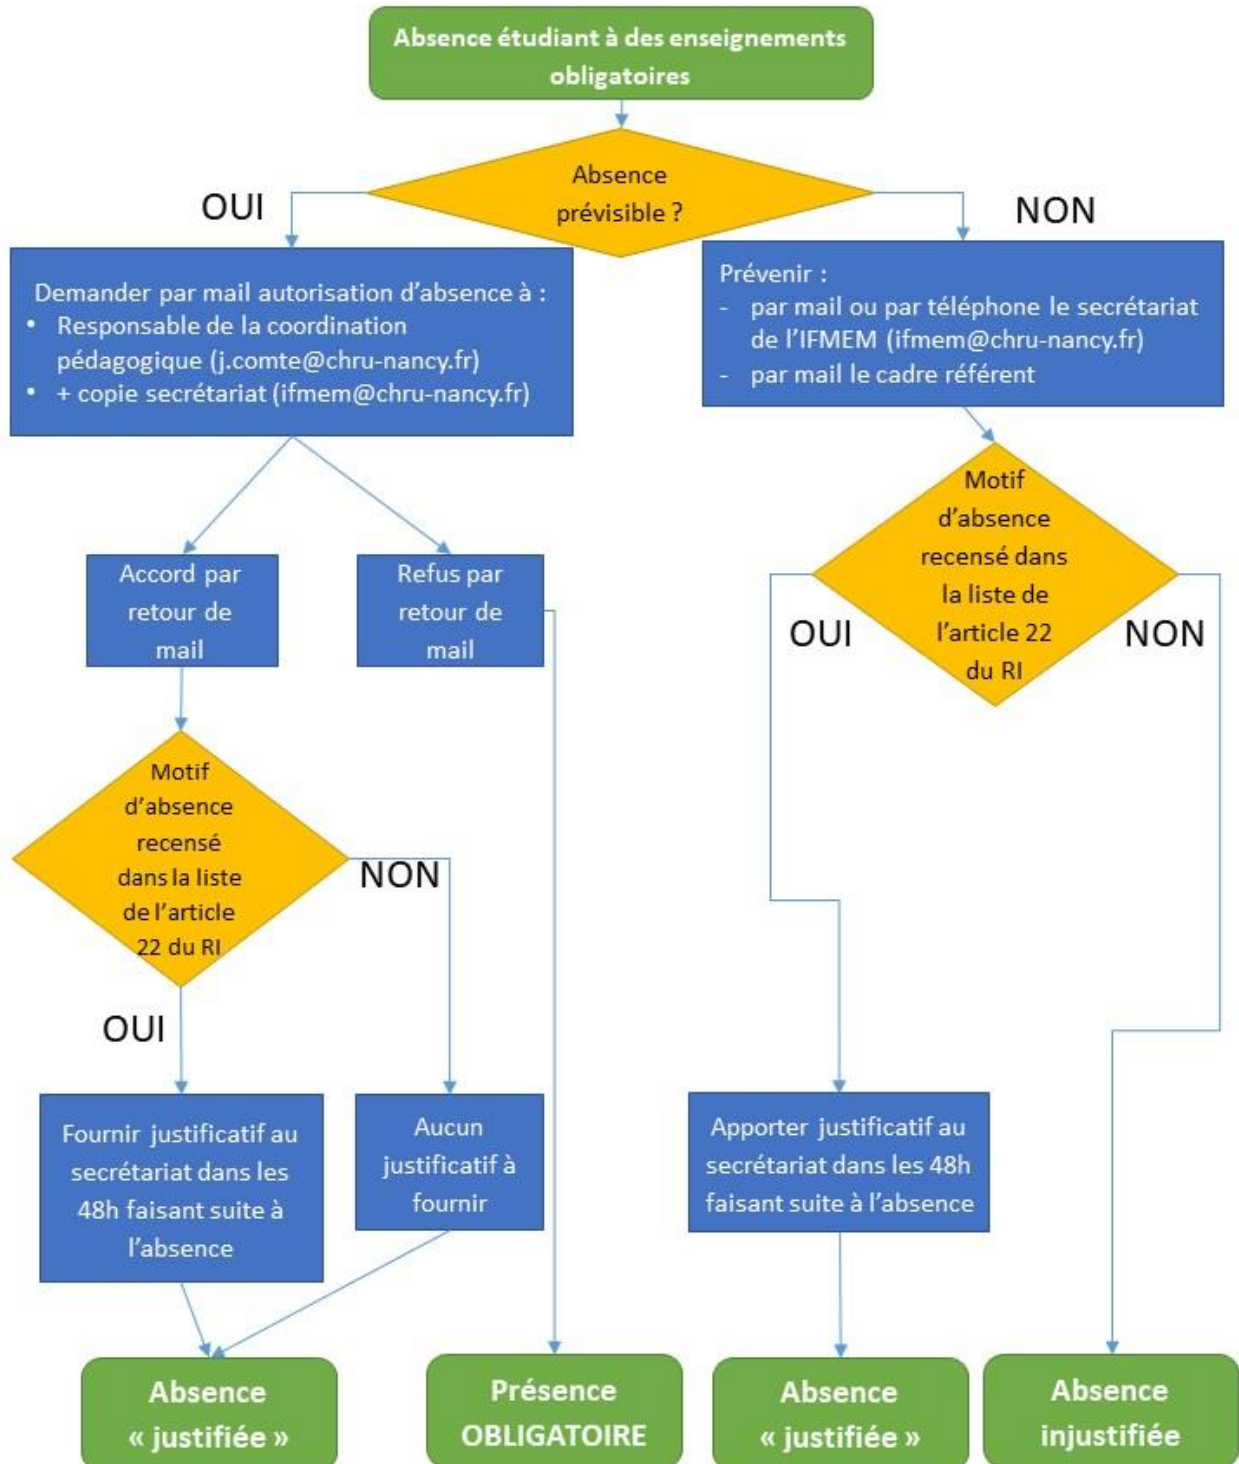 Absence étudiant à des enseignements
obligatoires
Absence
prévisible ?
OUI
NON
Demander par mail autorisation d'absence à :
• Responsable de la coordination
pédagogique (j.comte@chru-nancy.fr)
• + copie secrétariat (ifmem@chru-nancy.fr)
Prévenir :
- par mail ou par téléphone le secrétariat
de l'IFMEM (ifmem@chru-nancy.fr)
- par mail le cadre référent
Accord par
retour de
mail
Refus par
retour de
mail
Motif
d'absence
recensé dans
la liste de
l'article 22
du RI
OUI
NON
Motif
d'absence
recensé
dans la liste
de l'article
22 du RI
NON
OUI
Fournir justificatif au
secrétariat dans les
48h faisant suite à
l'absence
Aucun
justificatif à
fournir
Apporter justificatif au
secrétariat dans les 48h
faisant suite à l'absence
Absence
« justifiée »
Présence
OBLIGATOIRE
Absence
« justifiée »
Absence
injustifiée